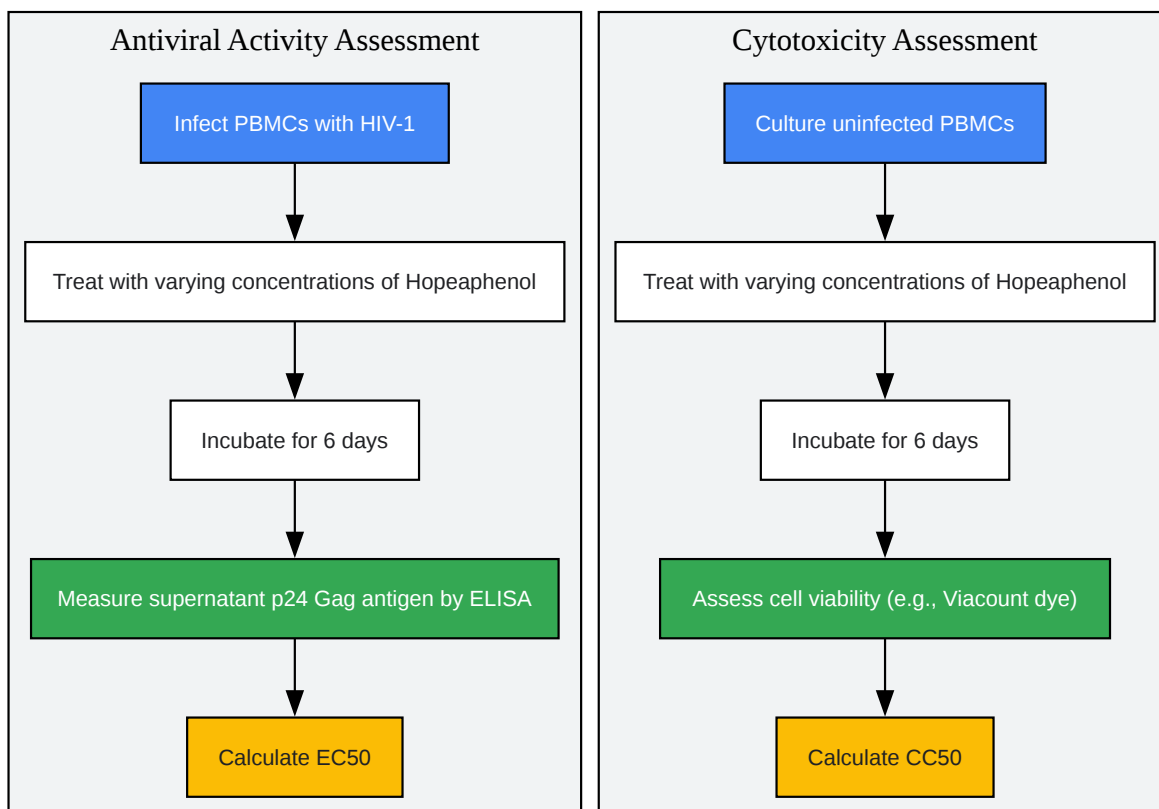 Antiviral Activity Assessment
Infect PBMCs with HIV-1
Treat with varying concentrations of Hopeaphenol
Incubate for 6 days
Measure supernatant p24 Gag antigen by ELISA
Calculate EC50
Cytotoxicity Assessment
Culture uninfected PBMCs
Treat with varying concentrations of Hopeaphenol
Incubate for 6 days
Assess cell viability (e.g., Viacount dye)
Calculate CC50